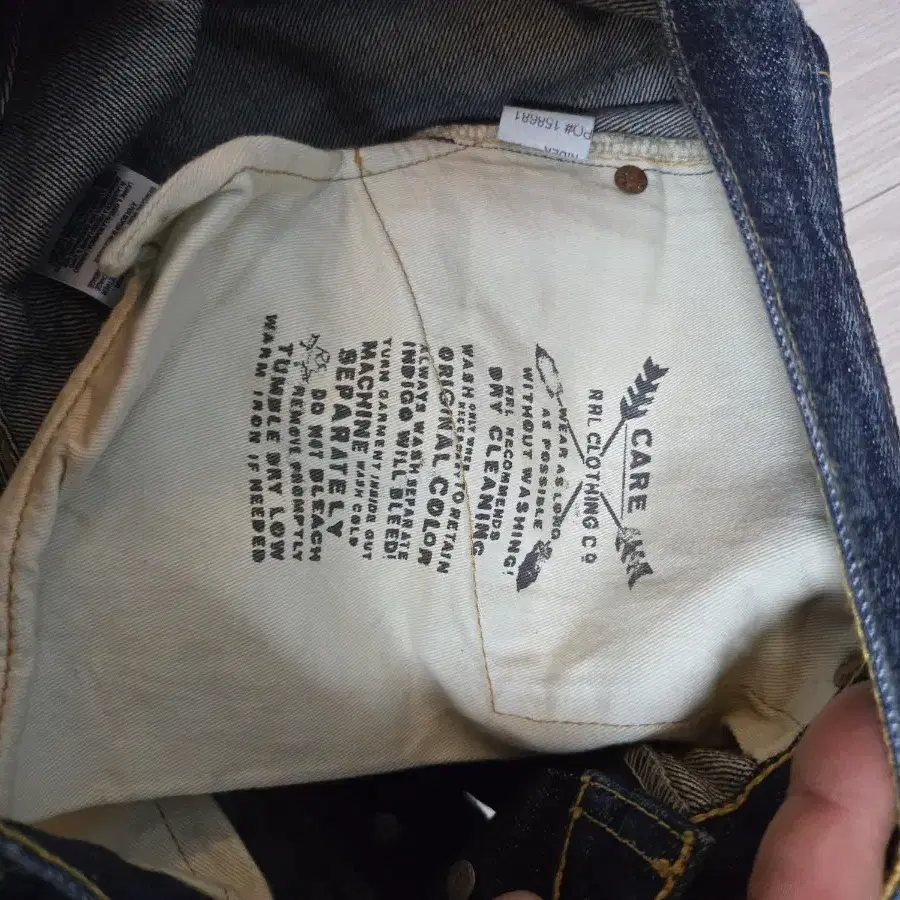 CARE
RRL CLOTHING CO
WEAR AS LONG
AS POSSIBLE
WITHOUT WASHING!
RRL RECOMMENDS
DRY CLEANING
WASH ONLY WHEN
NECESSARY TO RETAIN
ORIGINAL COLOR
ALWAYS WASH SEPARATE
INDIGO WILL BLEED!
TURN GARMENT INSIDE OUT
MACHINE WASH COLD
SEPARATELY
DO NOT BLEACH
REMOVE PROMPTLY
TUMBLE DRY LOW
WARM IRON IF NEEDED
PO# 158681